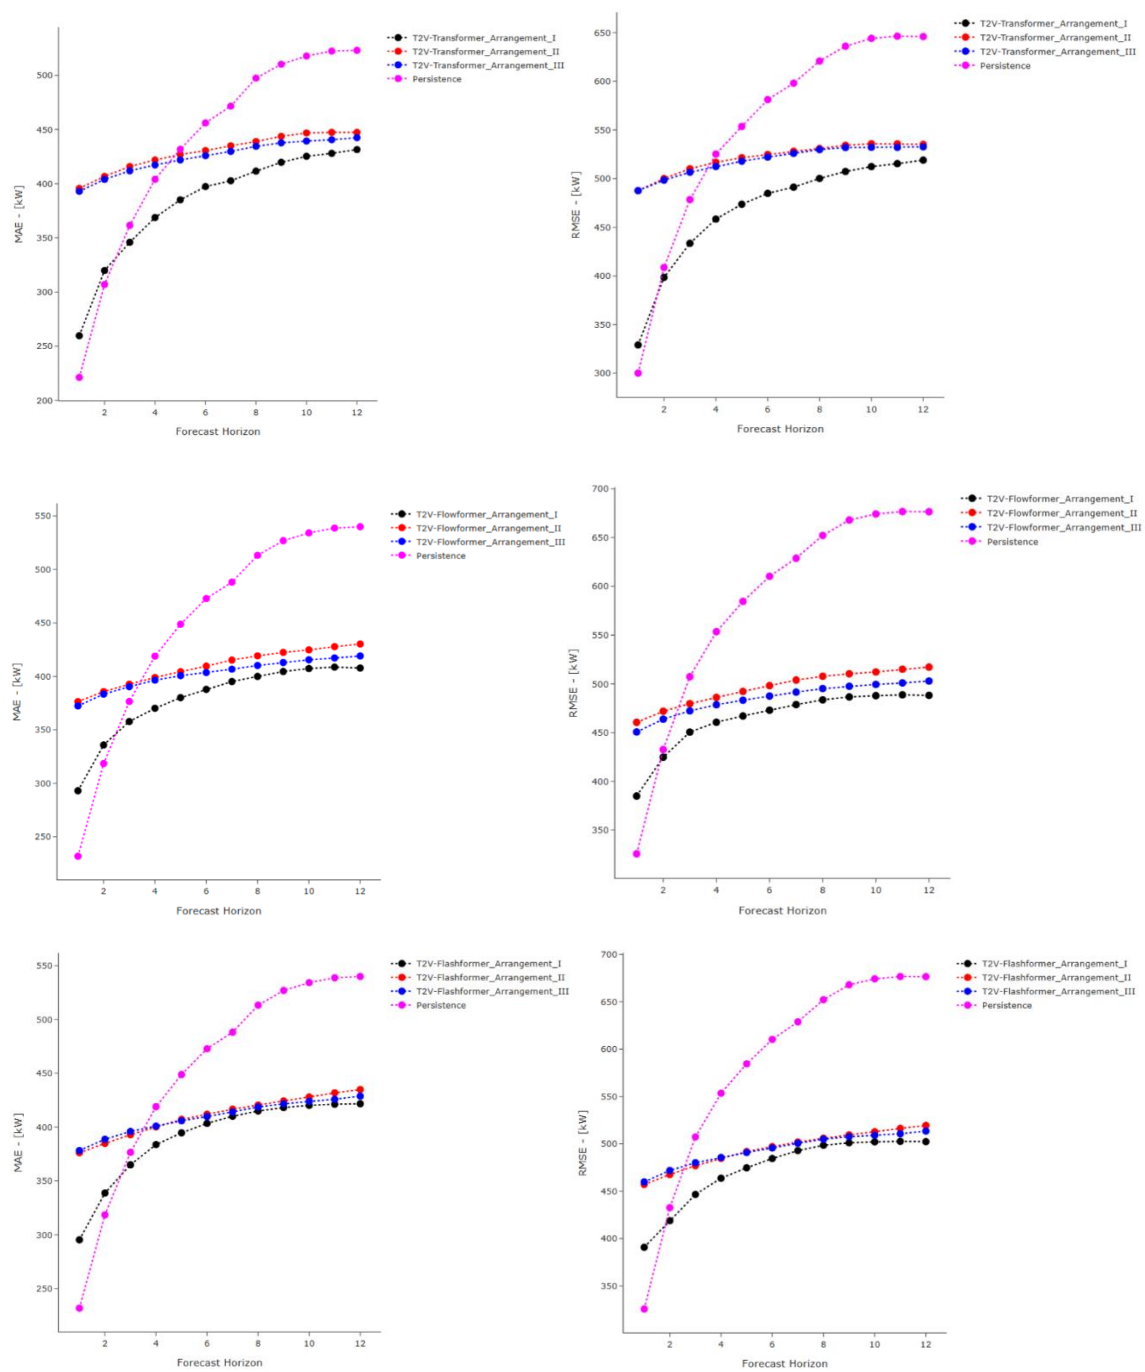 T2V-Transformer_Arrangement_I
T2V-Transformer_Arrangement_II
T2V-Transformer_Arrangement_III
Persistence
500
450
400
350
300
250
200
MAE - [kW]
2 4 6 8 10 12
Forecast Horizon
T2V-Transformer_Arrangement_I
T2V-Transformer_Arrangement_II
T2V-Transformer_Arrangement_III
Persistence
650
600
550
500
450
400
350
300
RMSE - [kW]
2 4 6 8 10 12
Forecast Horizon
T2V-Flowformer_Arrangement_I
T2V-Flowformer_Arrangement_II
T2V-Flowformer_Arrangement_III
Persistence
550
500
450
400
350
300
250
MAE - [kW]
2 4 6 8 10 12
Forecast Horizon
T2V-Flowformer_Arrangement_I
T2V-Flowformer_Arrangement_II
T2V-Flowformer_Arrangement_III
Persistence
700
650
600
550
500
450
400
350
RMSE - [kW]
2 4 6 8 10 12
Forecast Horizon
T2V-Flashformer_Arrangement_I
T2V-Flashformer_Arrangement_II
T2V-Flashformer_Arrangement_III
Persistence
550
500
450
400
350
300
250
MAE - [kW]
2 4 6 8 10 12
Forecast Horizon
T2V-Flashformer_Arrangement_I
T2V-Flashformer_Arrangement_II
T2V-Flashformer_Arrangement_III
Persistence
700
650
600
550
500
450
400
350
RMSE - [kW]
2 4 6 8 10 12
Forecast Horizon